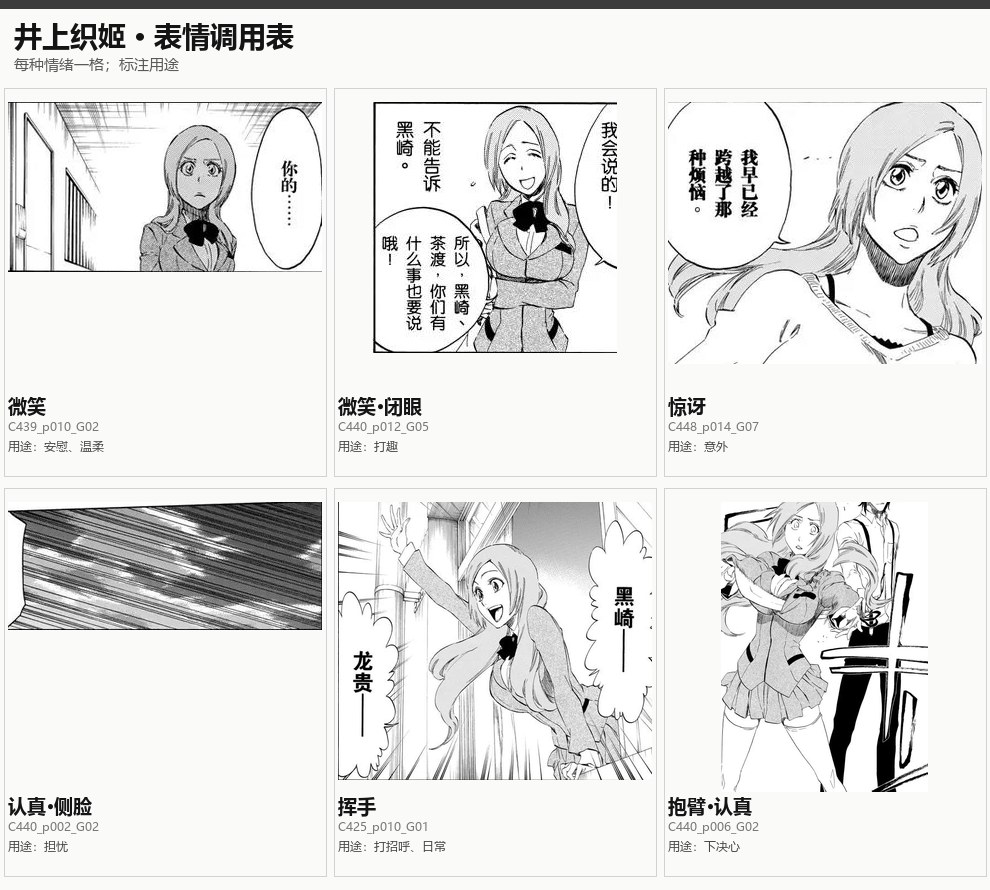 井上织姬・表情调用表
每种情绪一格；标注用途
你的……
微笑
C439_p010_G02
用途：安慰、温柔
我会说的！
不能告诉
黑崎。
所以，黑崎、
茶渡，你们有
什么事也要说
哦！
微笑·闭眼
C440_p012_G05
用途：打趣
我早已经
跨越了那
种烦恼。
惊讶
C448_p014_G07
用途：意外
认真·侧脸
C440_p002_G02
用途：担忧
黑崎——
龙贵——
挥手
C425_p010_G01
用途：打招呼、日常
抱臂·认真
C440_p006_G02
用途：下决心